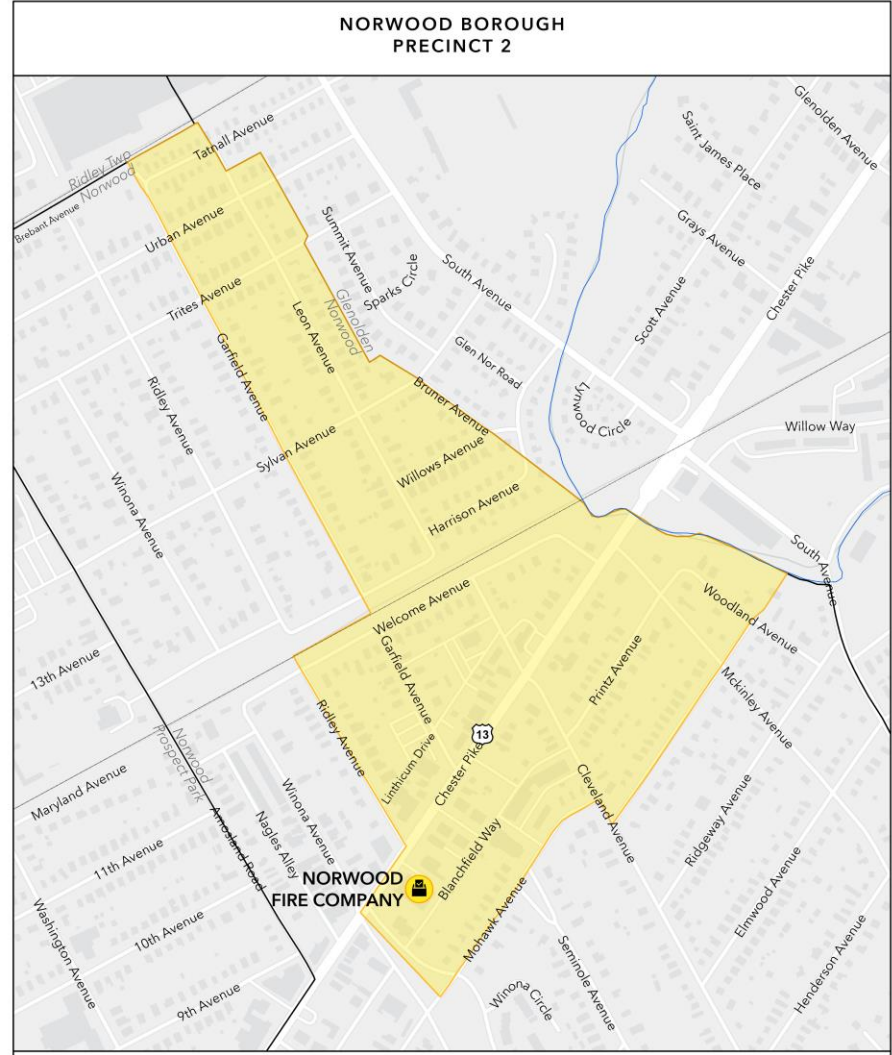 NORWOOD BOROUGH
PRECINCT 2
Glenolden Avenue
Saint James Place
Tatnall Avenue
Ridley Twp
Norwood
Brebant Avenue
Urban Avenue
Summit Avenue
Grays Avenue
Sparks Circle
South Avenue
Chester Pike
Trites Avenue
Glenolden
Norwood
Leon Avenue
Scott Avenue
Garfield Avenue
Glen Nor Road
Ridley Avenue
Bruner Avenue
Lynwood Circle
Willow Way
Sylvan Avenue
Willows Avenue
Winona Avenue
Harrison Avenue
South Avenue
Welcome Avenue
Woodland Avenue
13th Avenue
Garfield Avenue
Printz Avenue
Mckinley Avenue
Ridley Avenue
13
Norwood
Prospect Park
Linthicum Drive
Chester Pike
Maryland Avenue
Winona Avenue
Cleveland Avenue
Nagles Alley
Amosland Road
Ridgeway Avenue
11th Avenue
Blanchfield Way
NORWOOD
FIRE COMPANY
Elmwood Avenue
10th Avenue
Washington Avenue
Mohawk Avenue
Seminole Avenue
Henderson Avenue
9th Avenue
Winona Circle